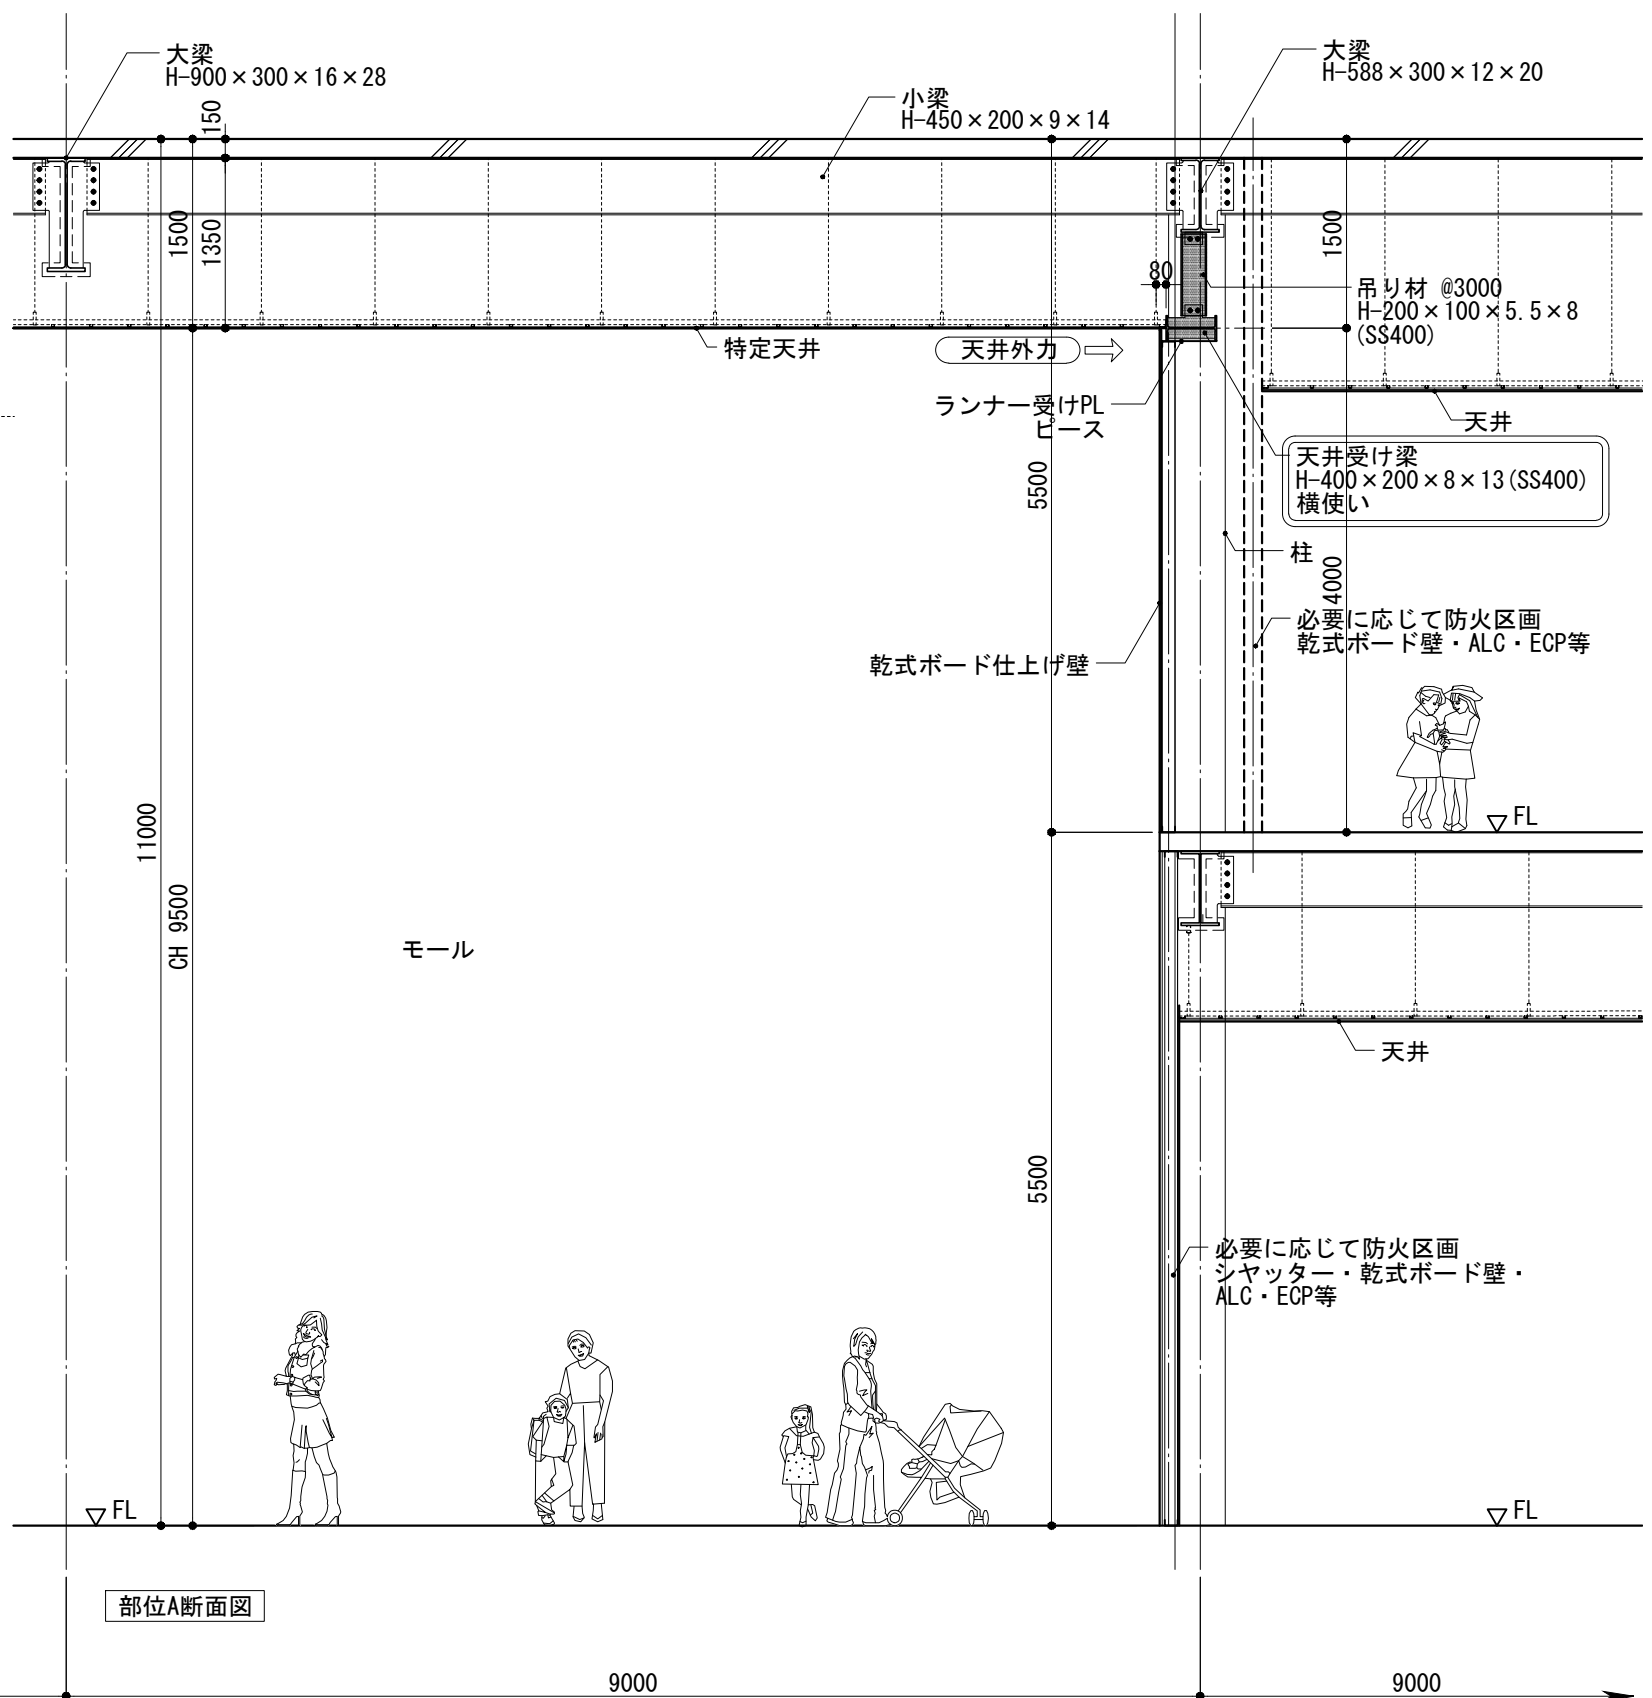 大梁
H-900×300×16×28
大梁
H-588×300×12×20
小梁
H-450×200×9×14
150
1500
1350
1500
80
吊り材 @3000
H-200×100×5.5×8
(SS400)
特定天井
天井外力
ランナー受けPL
ピース
天井
天井受け梁
H-400×200×8×13(SS400)
横使い
5500
柱
4000
必要に応じて防火区画
乾式ボード壁・ALC・ECP等
乾式ボード仕上げ壁
FL
11000
CH 9500
モール
天井
5500
必要に応じて防火区画
シヤッター・乾式ボード壁・
ALC・ECP等
FL
FL
部位A断面図
9000
9000